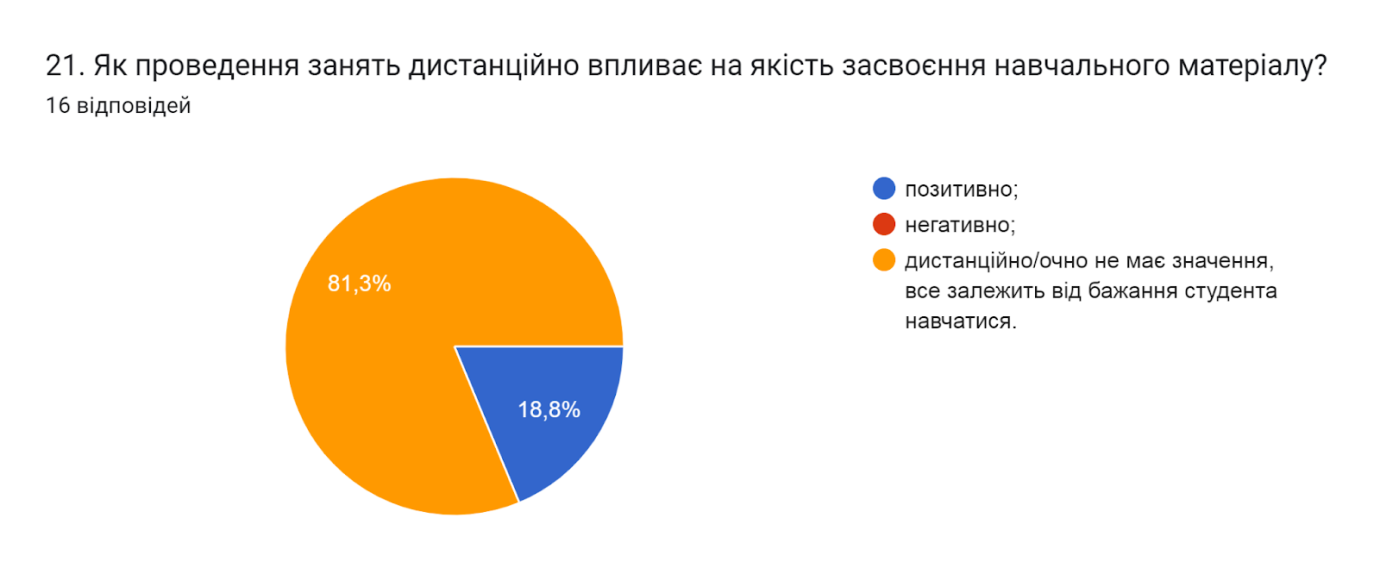 21. Як проведення занять дистанційно впливає на якість засвоєння навчального матеріалу?
16 відповідей
позитивно;
негативно;
дистанційно/очно не має значення,
все залежить від бажання студента
навчатися.
81,3%
18,8%